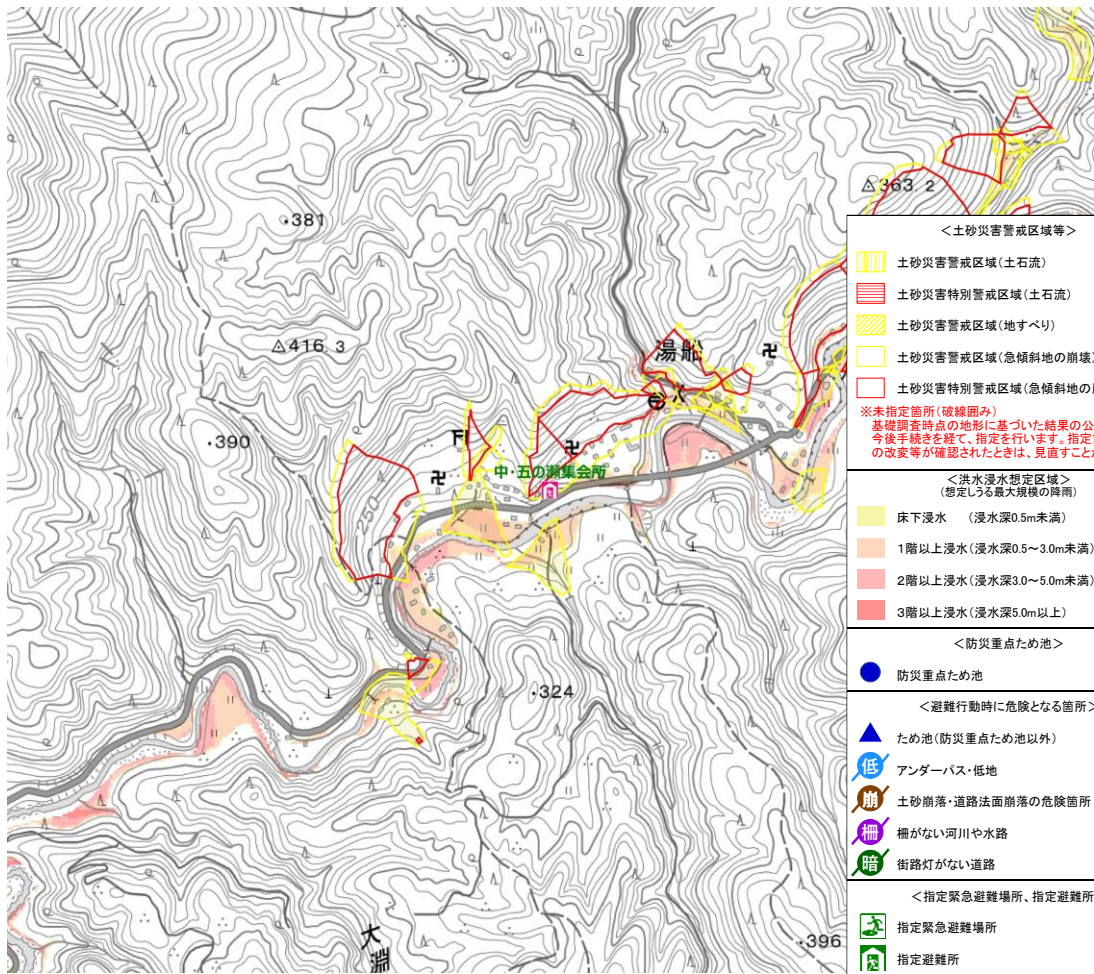 363.2
381
416.3
湯船
390
下
中・五の瀬集会所
250
324
396
大
淵
<土砂災害警戒区域等>
土砂災害警戒区域(土石流)
土砂災害特別警戒区域(土石流)
土砂災害警戒区域(地すべり)
土砂災害警戒区域(急傾斜地の崩壊)
土砂災害特別警戒区域(急傾斜地の
※未指定箇所(破線囲み)
基礎調査時点の地形に基づいた結果の公
今後手続きを経て、指定を行います。指定
の改変等が確認されたときは、見直すこと
<洪水浸水想定区域>
(想定しうる最大規模の降雨)
床下浸水 (浸水深0.5m未満)
1階以上浸水(浸水深0.5~3.0m未満)
2階以上浸水(浸水深3.0~5.0m未満)
3階以上浸水(浸水深5.0m以上)
<防災重点ため池>
防災重点ため池
<避難行動時に危険となる箇所>
ため池(防災重点ため池以外)
低 アンダーパス・低地
崩 土砂崩落・道路法面崩落の危険箇所
柵 柵がない河川や水路
暗 街路灯がない道路
<指定緊急避難場所、指定避難所
指定緊急避難場所
指定避難所